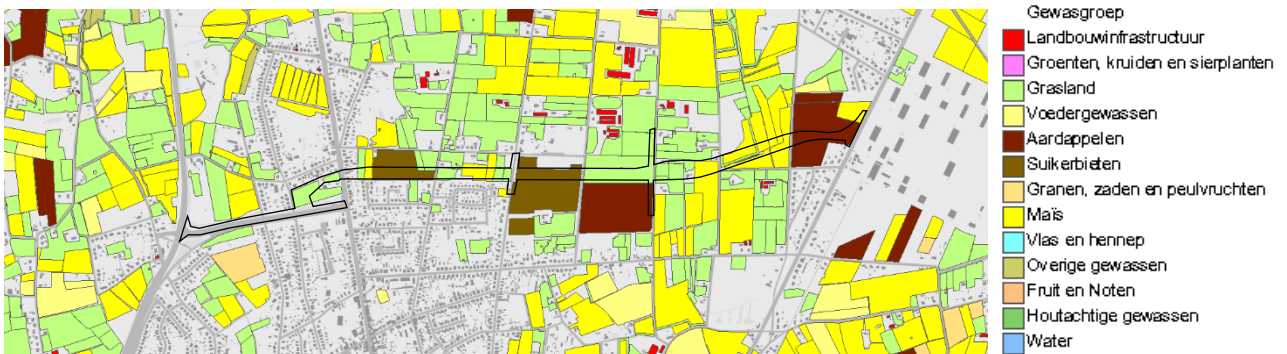 Gewasgroep
Landbouwinfrastructuur
Groenten, kruiden en sierplanten
Grasland
Voedergewassen
Aardappelen
Suikerbieten
Granen, zaden en peulvruchten
Maïs
Vlas en hennep
Overige gewassen
Fruit en Noten
Houtachtige gewassen
Water